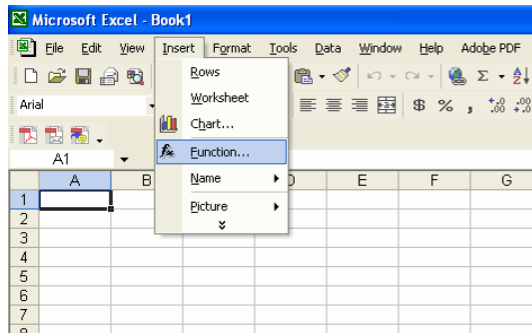 Microsoft Excel - Book1
File Edit View Insert Format Tools Data Window Help Adobe PDF
Rows
Worksheet
Chart...
Function...
Name
Picture
Arial
$ % ,
A1
A B D E F G
1
2
3
4
5
6
7
8